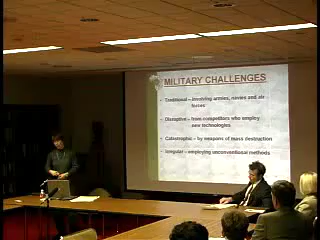 MILITARY CHALLENGES
• Traditional – involving armies, navies and air
forces
• Disruptive – from competitors who employ
new technologies
• Catastrophic – by weapons of mass destruction
• Irregular – employing unconventional methods